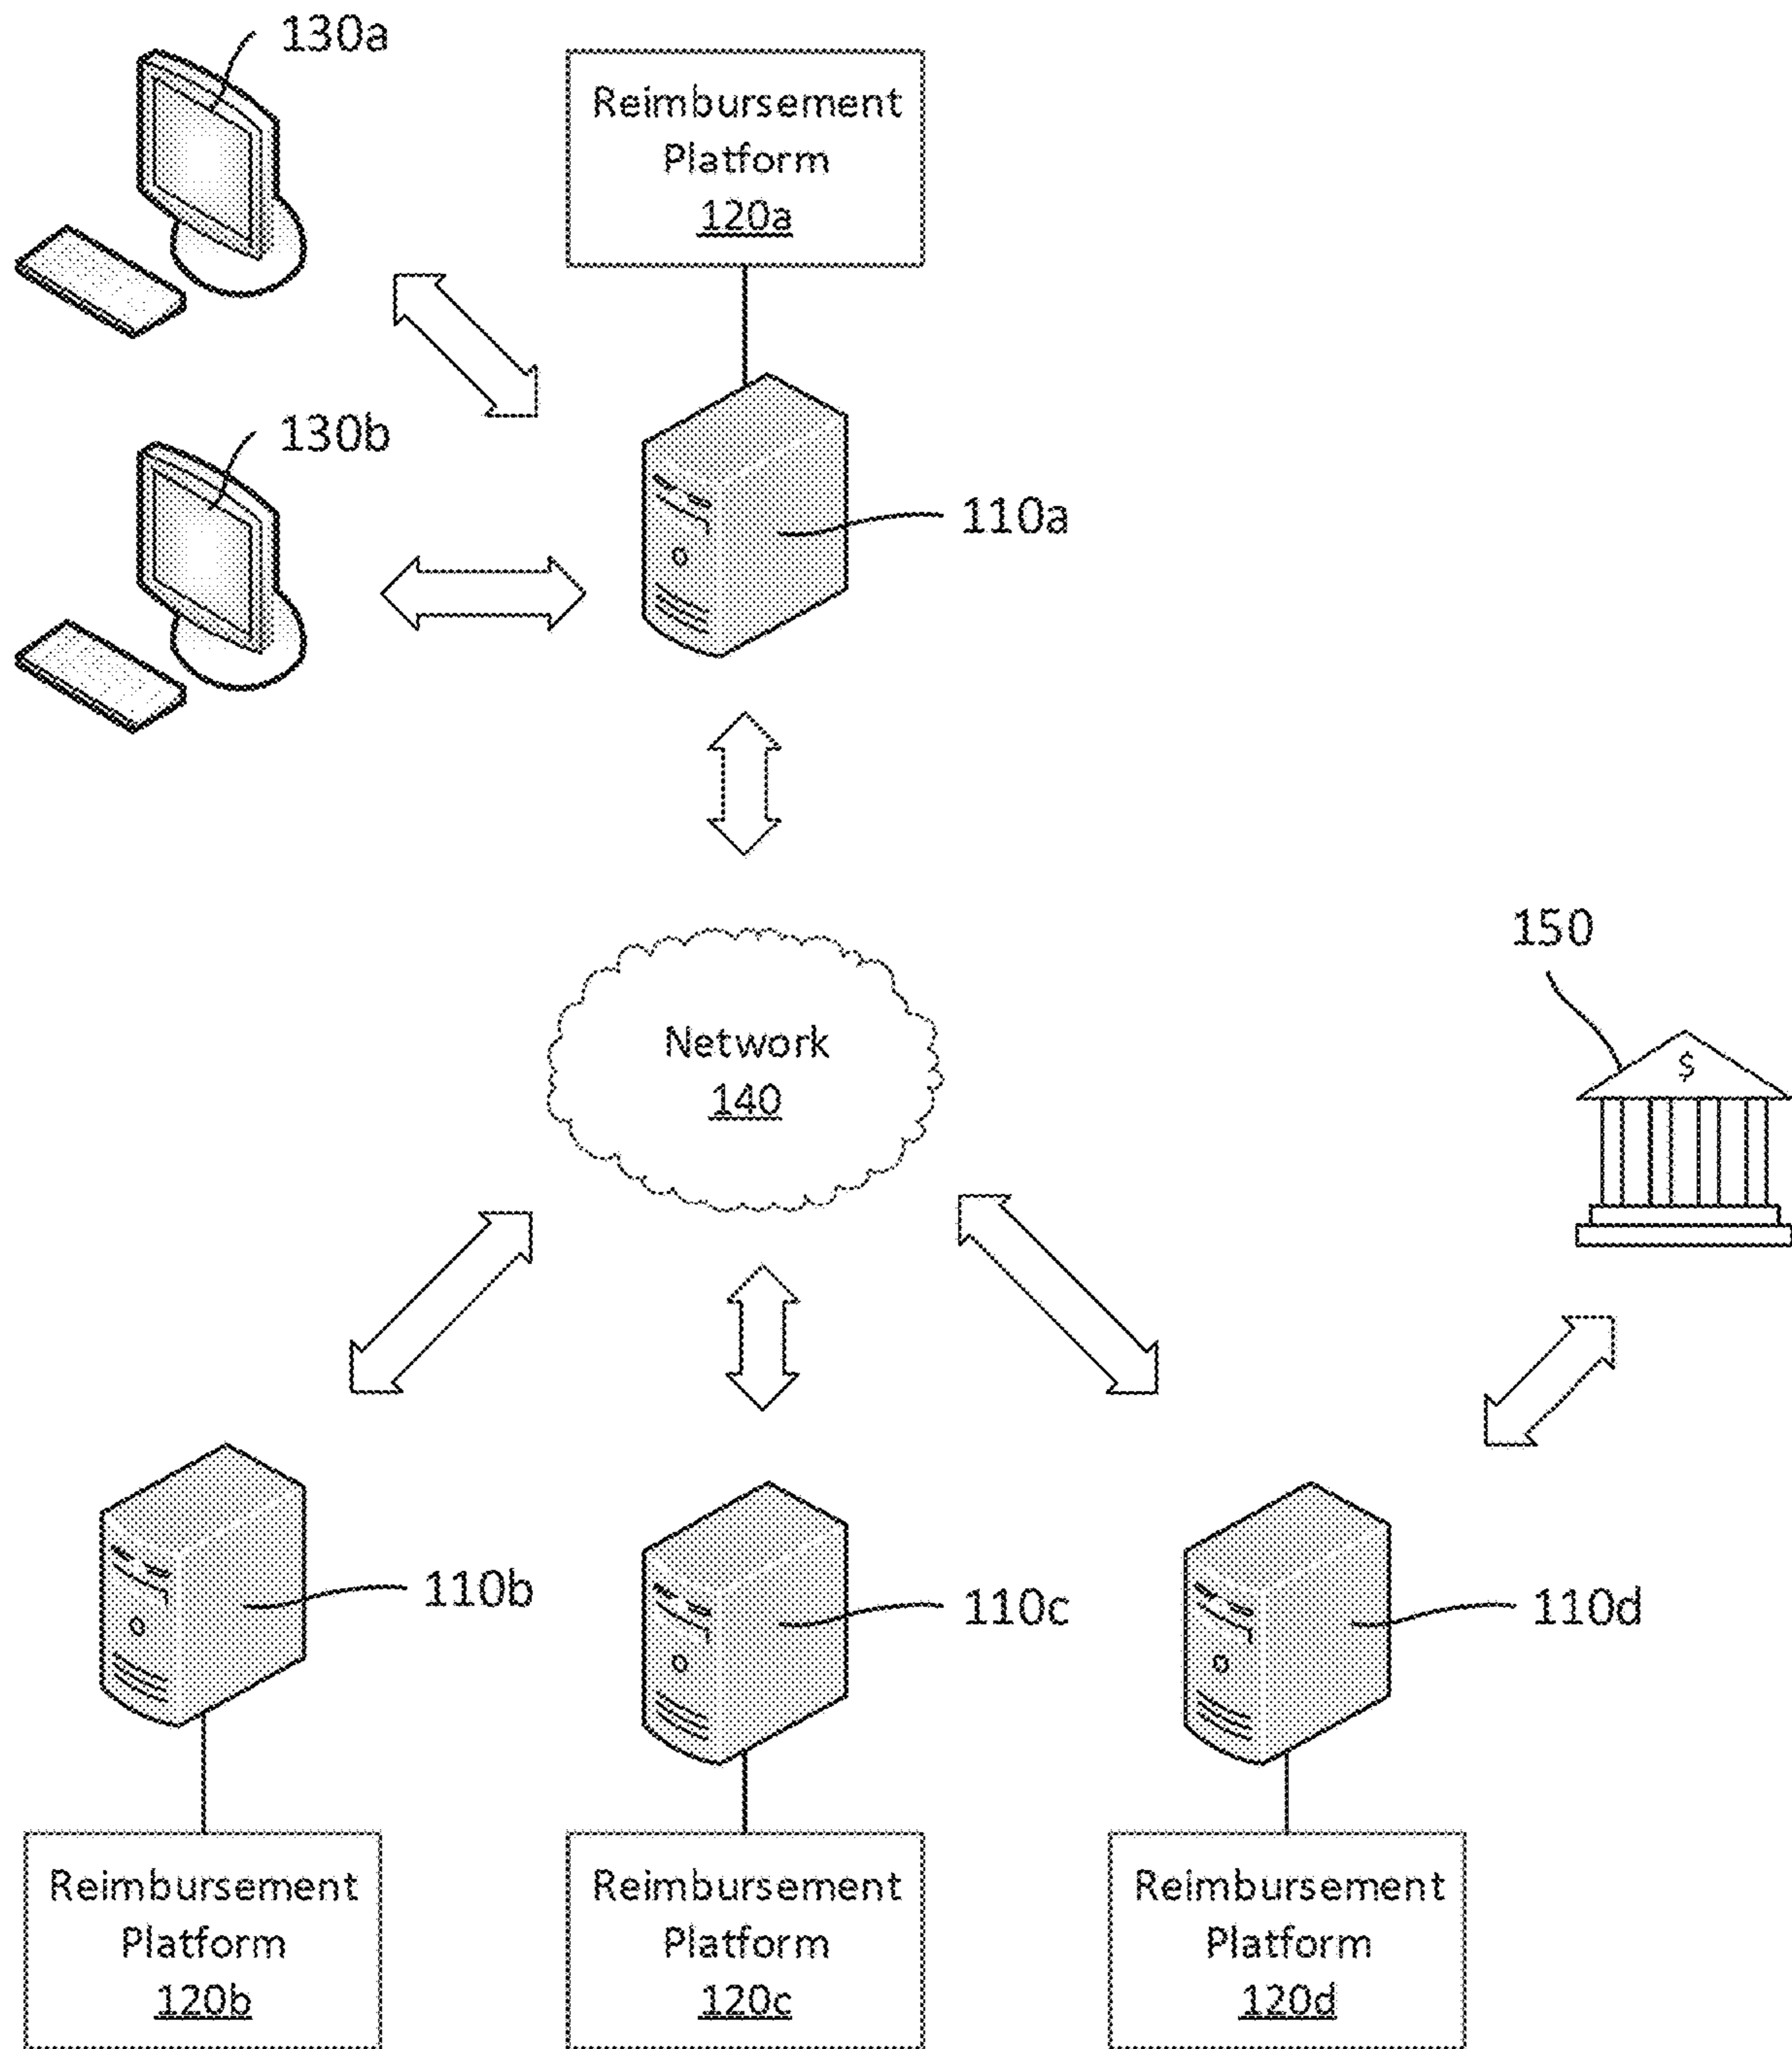 130a
Reimbursement
Platform
120a
130b
110a
Network
140
150
$
110b
110c
110d
Reimbursement
Platform
120b
Reimbursement
Platform
120c
Reimbursement
Platform
120d